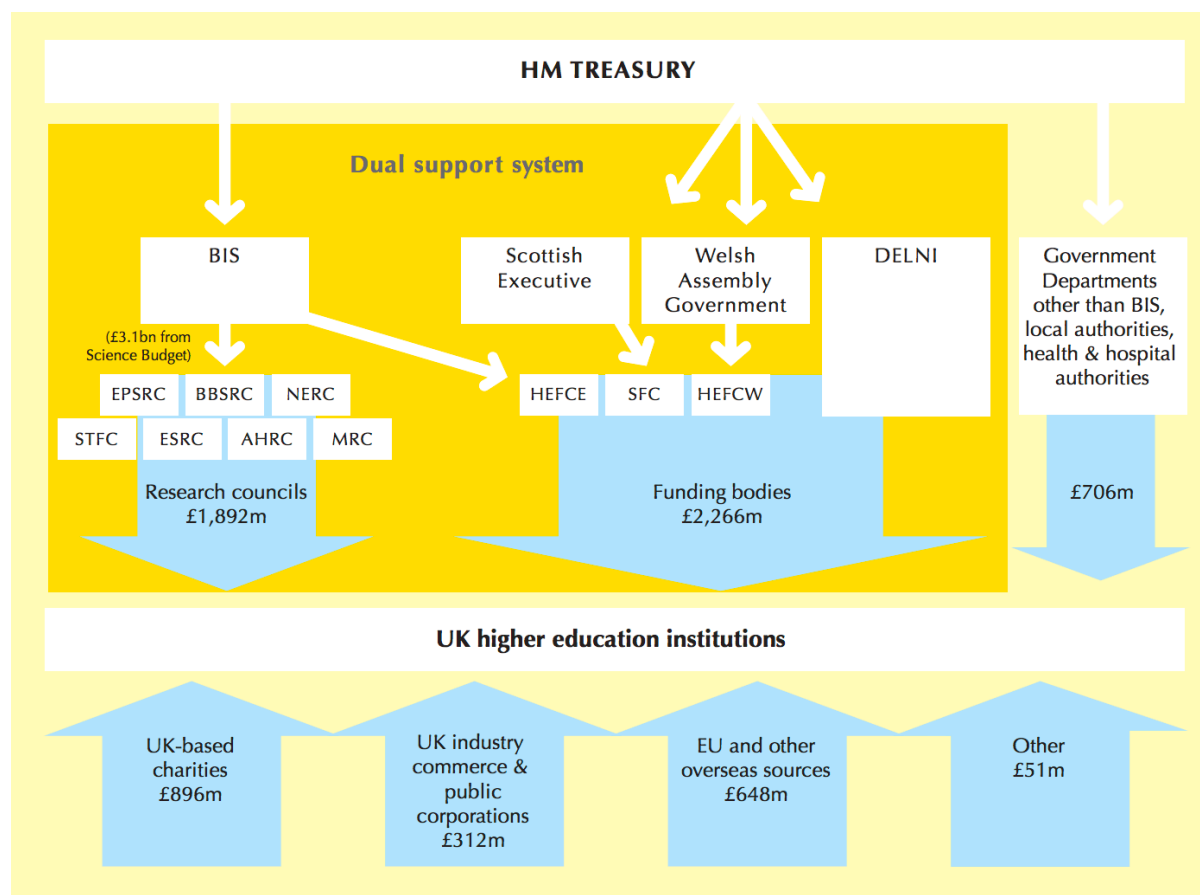 HM TREASURY
Dual support system
BIS
Scottish
Executive
Welsh
Assembly
Government
DELNI
Government
Departments
other than BIS,
local authorities,
health & hospital
authorities
(£3.1bn from
Science Budget)
EPSRC
BBSRC
NERC
HEFCE
SFC
HEFCW
STFC
ESRC
AHRC
MRC
Research councils
£1,892m
Funding bodies
£2,266m
£706m
UK higher education institutions
UK-based
charities
£896m
UK industry
commerce &
public
corporations
£312m
EU and other
overseas sources
£648m
Other
£51m